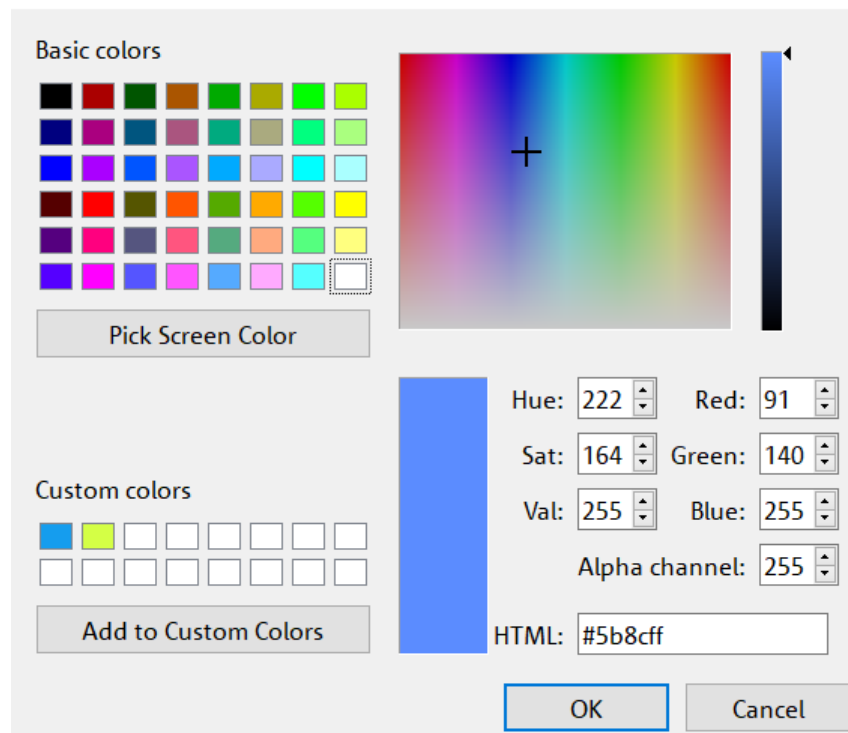 Basic colors
Pick Screen Color
Custom colors
Add to Custom Colors
Hue: 222 Red: 91
Sat: 164 Green: 140
Val: 255 Blue: 255
Alpha channel: 255
HTML: #5b8cff
OK Cancel